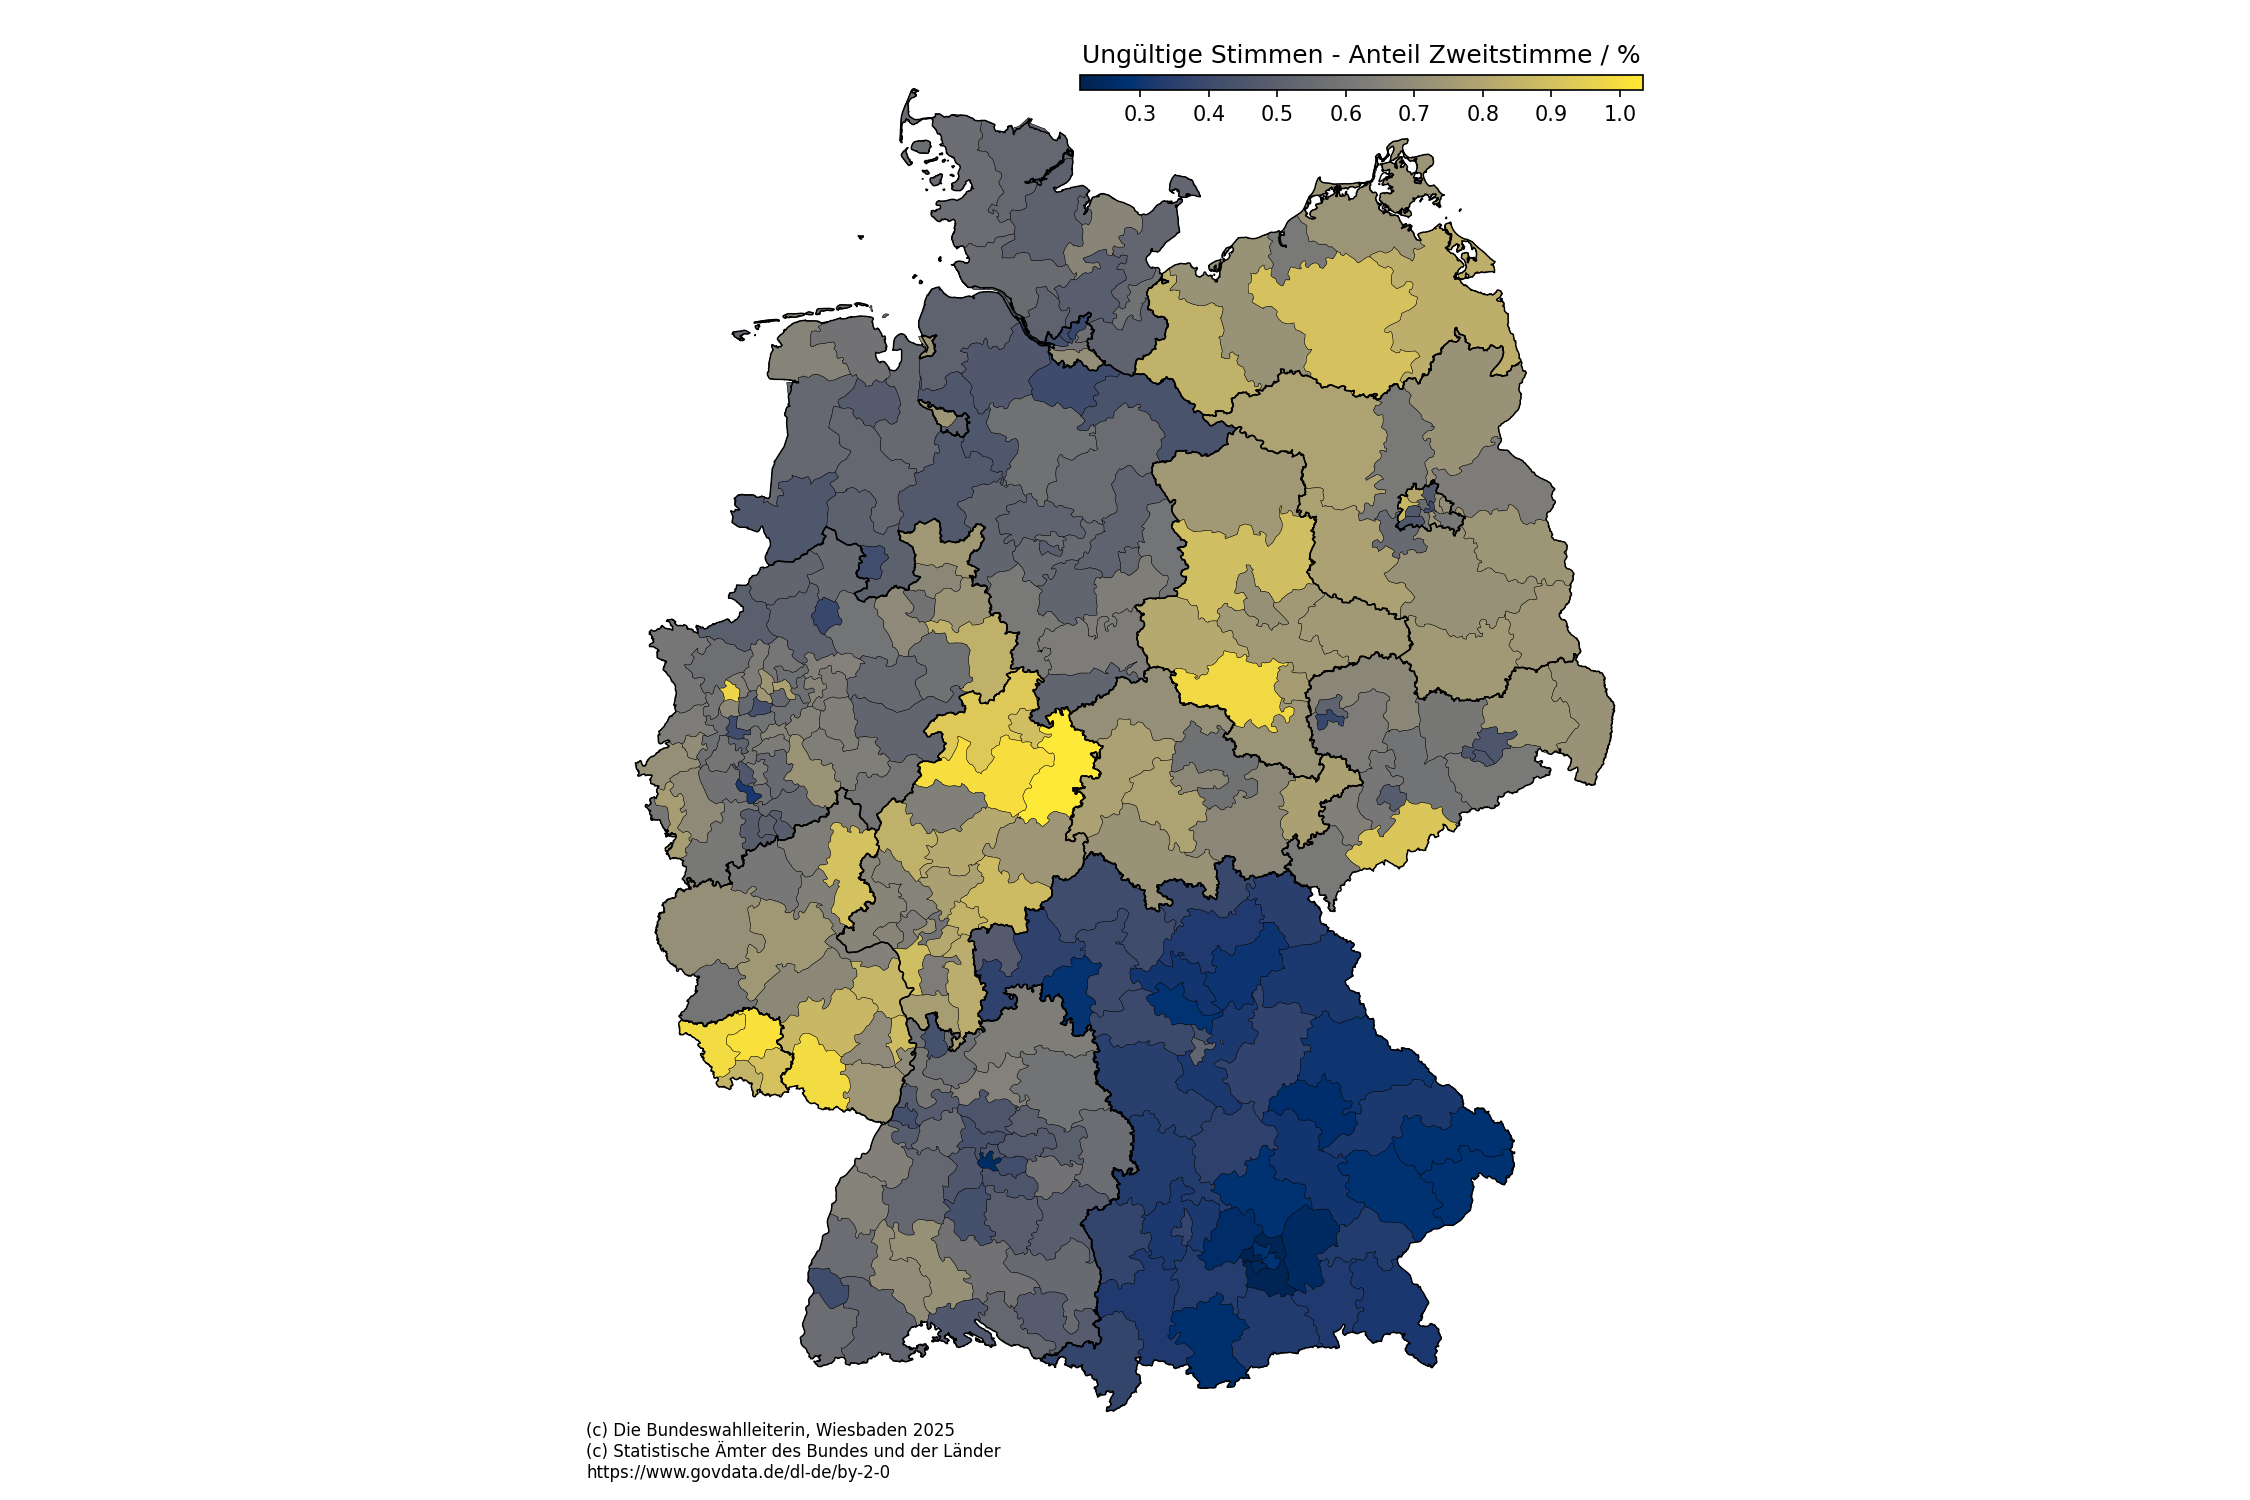 Ungültige Stimmen - Anteil Zweitstimme / %
0.3 0.4 0.5 0.6 0.7 0.8 0.9 1.0
(c) Die Bundeswahlleiterin, Wiesbaden 2025
(c) Statistische Ämter des Bundes und der Länder
https://www.govdata.de/dl-de/by-2-0